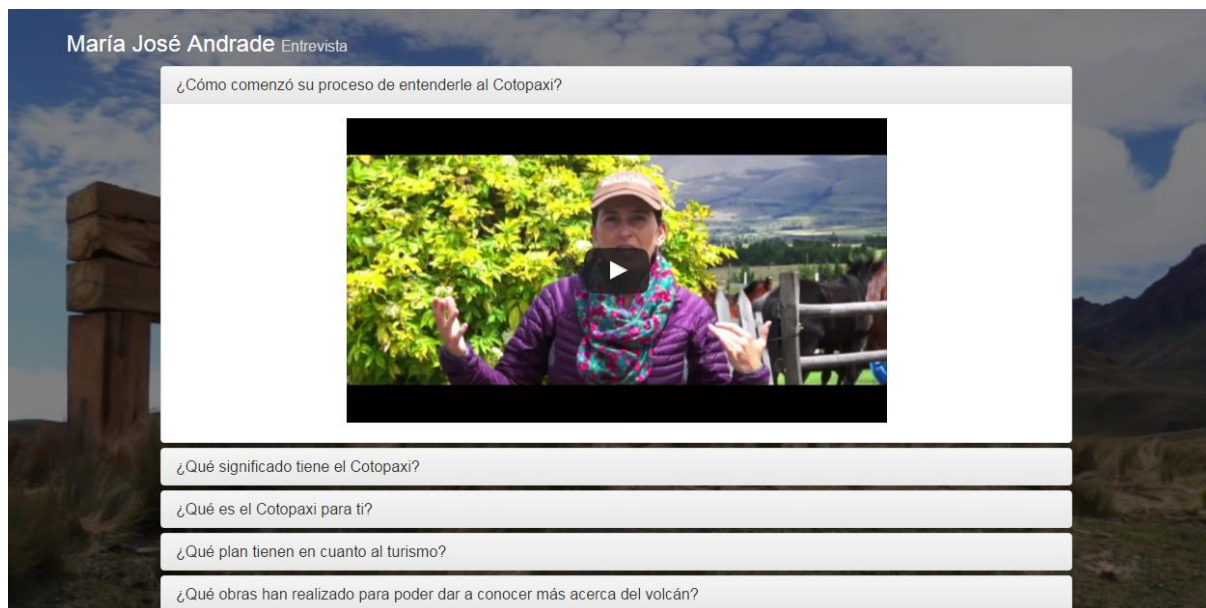 María José Andrade Entrevista
¿Cómo comenzó su proceso de entenderle al Cotopaxi?
¿Qué significado tiene el Cotopaxi?
¿Qué es el Cotopaxi para ti?
¿Qué plan tienen en cuanto al turismo?
¿Qué obras han realizado para poder dar a conocer más acerca del volcán?